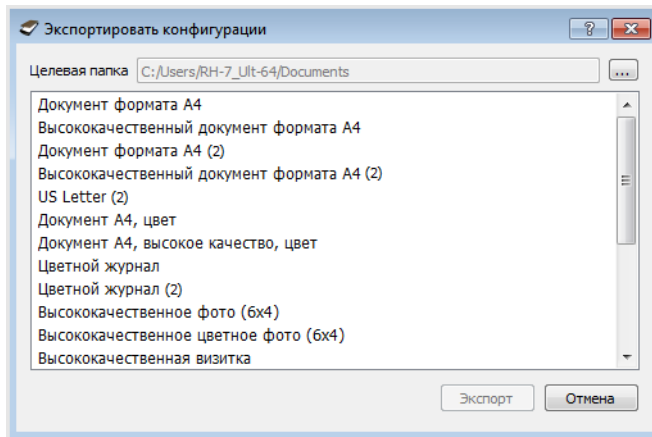 Экспортировать конфигурации
Целевая папка C:/Users/RH-7_Ult-64/Documents ...
Документ формата A4
Высококачественный документ формата A4
Документ формата A4 (2)
Высококачественный документ формата A4 (2)
US Letter (2)
Документ A4, цвет
Документ A4, высокое качество, цвет
Цветной журнал
Цветной журнал (2)
Высококачественное фото (6x4)
Высококачественное цветное фото (6x4)
Высококачественная визитка
Экспорт Отмена